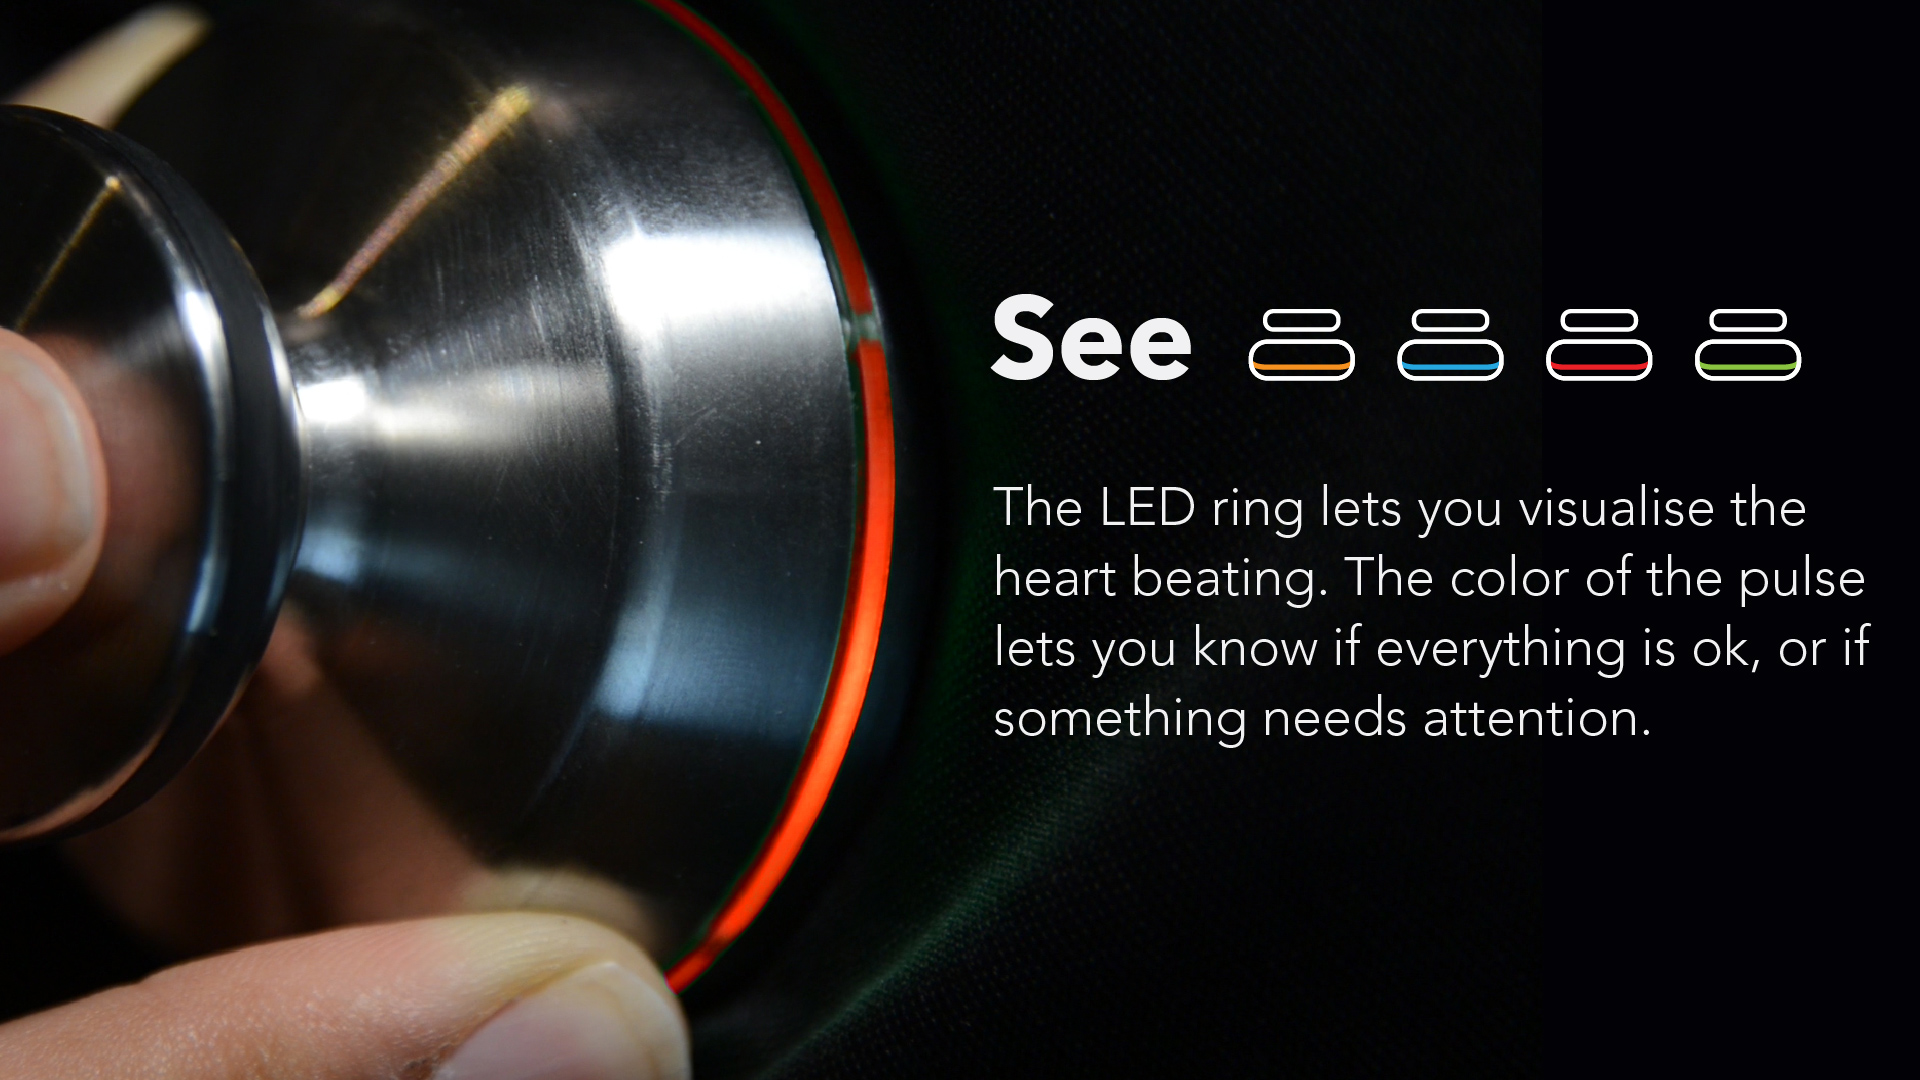 See
The LED ring lets you visualise the
heart beating. The color of the pulse
lets you know if everything is ok, or if
something needs attention.